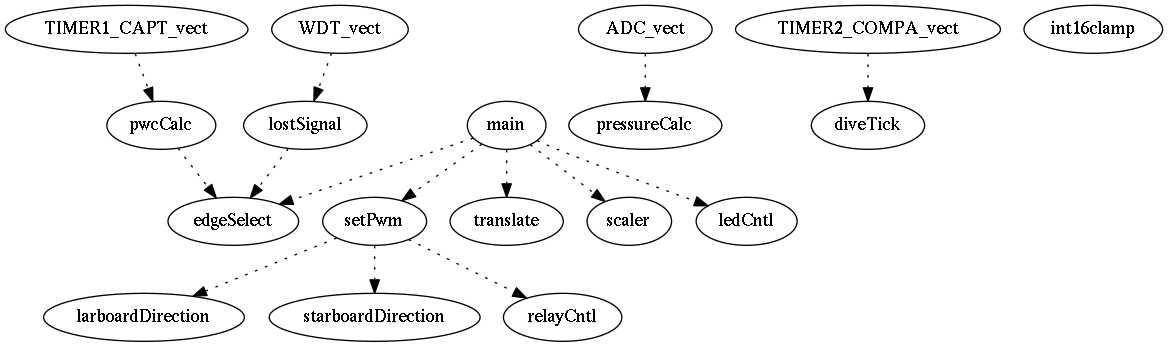 TIMER1_CAPT_vect
WDT_vect
ADC_vect
TIMER2_COMPA_vect
int16clamp
pwcCalc
lostSignal
main
pressureCalc
diveTick
edgeSelect
setPwm
translate
scaler
ledCntl
larboardDirection
starboardDirection
relayCntl